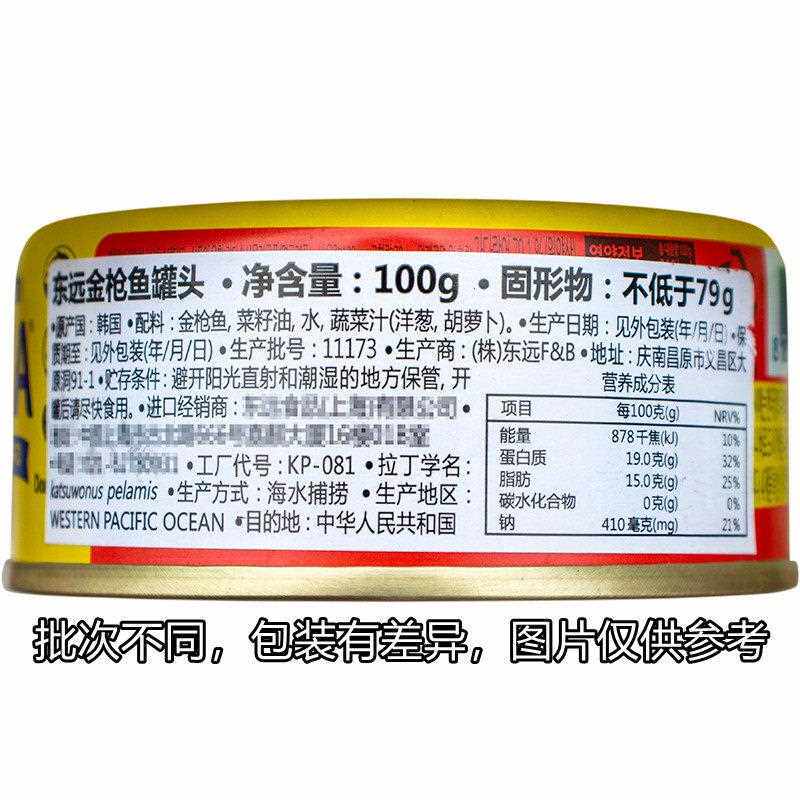 영양정보
东远金枪鱼罐头 •净含量：100g •固形物：不低于79g
•原产国：韩国 •配料：金枪鱼, 菜籽油, 水, 蔬菜汁(洋葱, 胡萝卜)。•生产日期：见外包装(年/月/日) •保
质期至：见外包装(年/月/日) •生产批号：11173 •生产商：(株)东远F&B •地址：庆南昌原市义昌区大
质洞91-1 •贮存条件：避开阳光直射和潮湿的地方保管, 开
罐后请尽快食用。•进口经销商：
•工厂代号：KP-081 •拉丁学名：
katsuwonus pelamis •生产方式：海水捕捞 •生产地区：
WESTERN PACIFIC OCEAN •目的地：中华人民共和国
营养成分表
项目 每100克(g) NRV%
能量 878千焦(kJ) 10%
蛋白质 19.0克(g) 32%
脂肪 15.0克(g) 25%
碳水化合物 0克(g) 0%
钠 410毫克(mg) 21%
批次不同，包装有差异，图片仅供参考